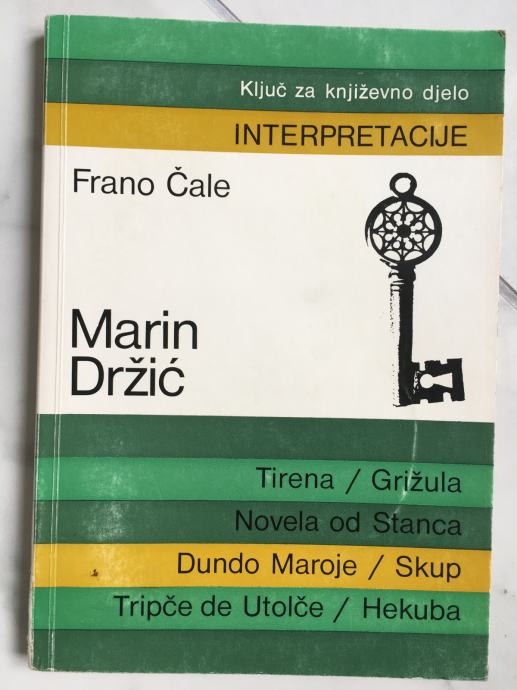 Ključ za književno djelo
INTERPRETACIJE
Frano Čale
Marin
Držić
Tirena / Grižula
Novela od Stanca
Dundo Maroje / Skup
Tripče de Utolče / Hekuba